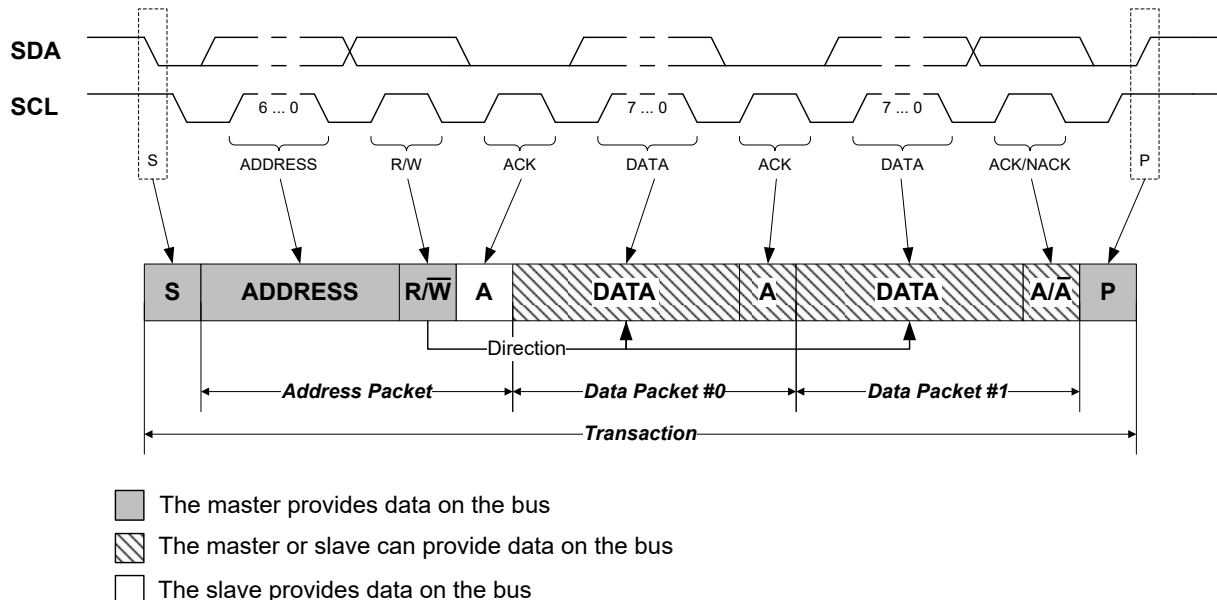 SDA
6 ... 0 7 ... 0 7 ... 0
SCL
S ADDRESS R/W ACK DATA ACK DATA ACK/NACK P
S ADDRESS R/W̅ A DATA A DATA A/A̅ P
Direction
Address Packet Data Packet #0 Data Packet #1
Transaction
The master provides data on the bus
The master or slave can provide data on the bus
The slave provides data on the bus